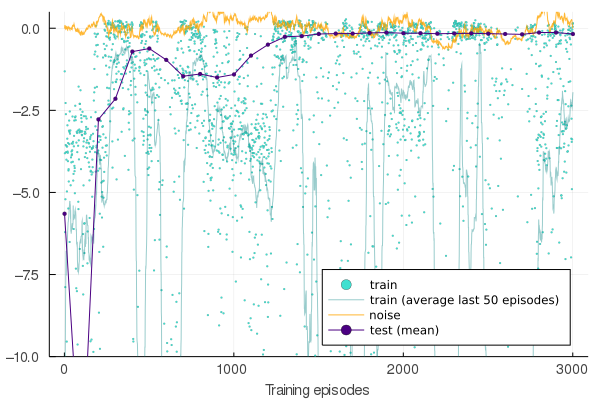 0.0
−2.5
−5.0
−7.5
−10.0
train
train (average last 50 episodes)
noise
test (mean)
0 1000 2000 3000
Training episodes